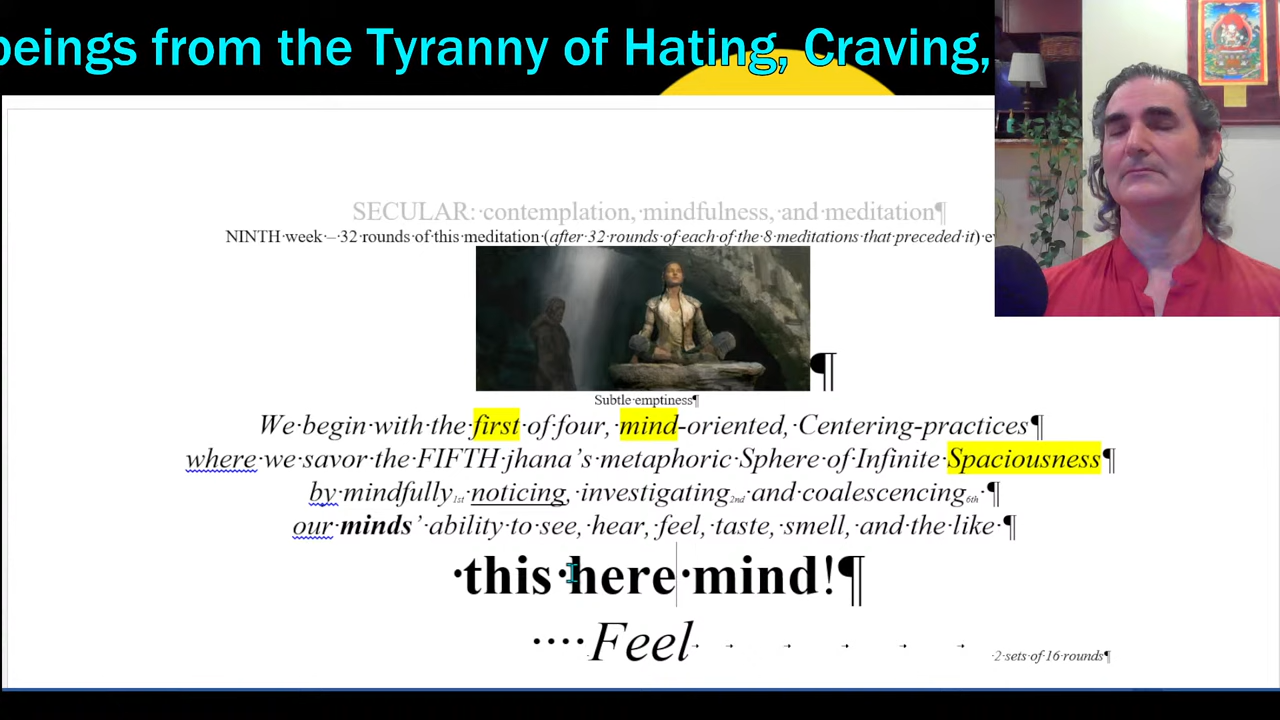 beings from the Tyranny of Hating, Craving,
SECULAR: contemplation, mindfulness, and meditation¶
NINTH week – 32 rounds of this meditation (after 32 rounds of each of the 8 meditations that preceded it)
¶
Subtle emptiness¶
We begin with the first of four, mind-oriented, Centering-practices¶
where we savor the FIFTH jhana's metaphoric Sphere of Infinite Spaciousness¶
by mindfully 1st noticing, investigating 2nd and coalescencing 6th ¶
our minds' ability to see, hear, feel, taste, smell, and the like ¶
this here mind!¶
Feel 2 sets of 16 rounds¶